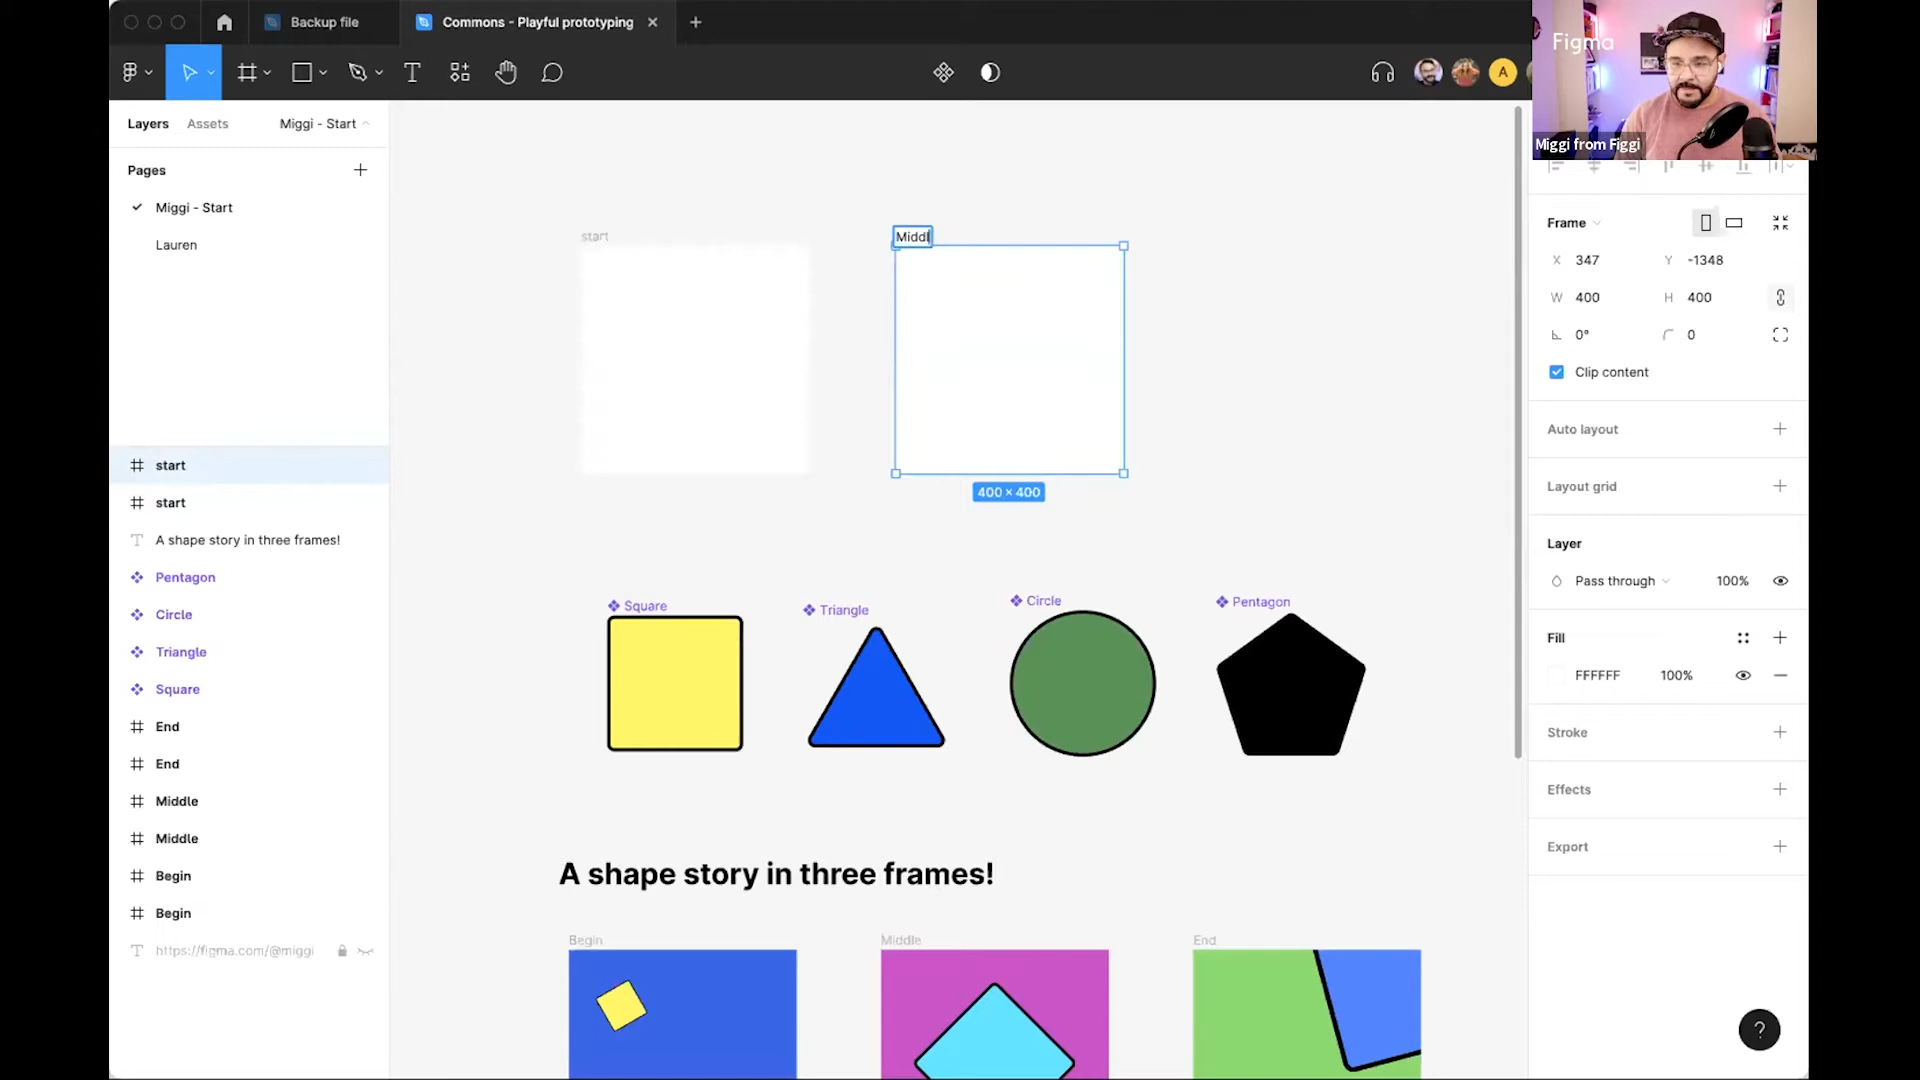 Backup file
Commons - Playful prototyping
Figma
A
Miggi from Figgi
Layers
Assets
Miggi - Start
Pages
Miggi - Start
Lauren
start
start
A shape story in three frames!
Pentagon
Circle
Triangle
Square
End
End
Middle
Middle
Begin
Begin
https://figma.com/@miggi
start
Middl
400 × 400
Square
Triangle
Circle
Pentagon
A shape story in three frames!
Begin
Middle
End
Frame
X 347
Y -1348
W 400
H 400
0°
0
Clip content
Auto layout
Layout grid
Layer
Pass through
100%
Fill
FFFFFF
100%
Stroke
Effects
Export
?